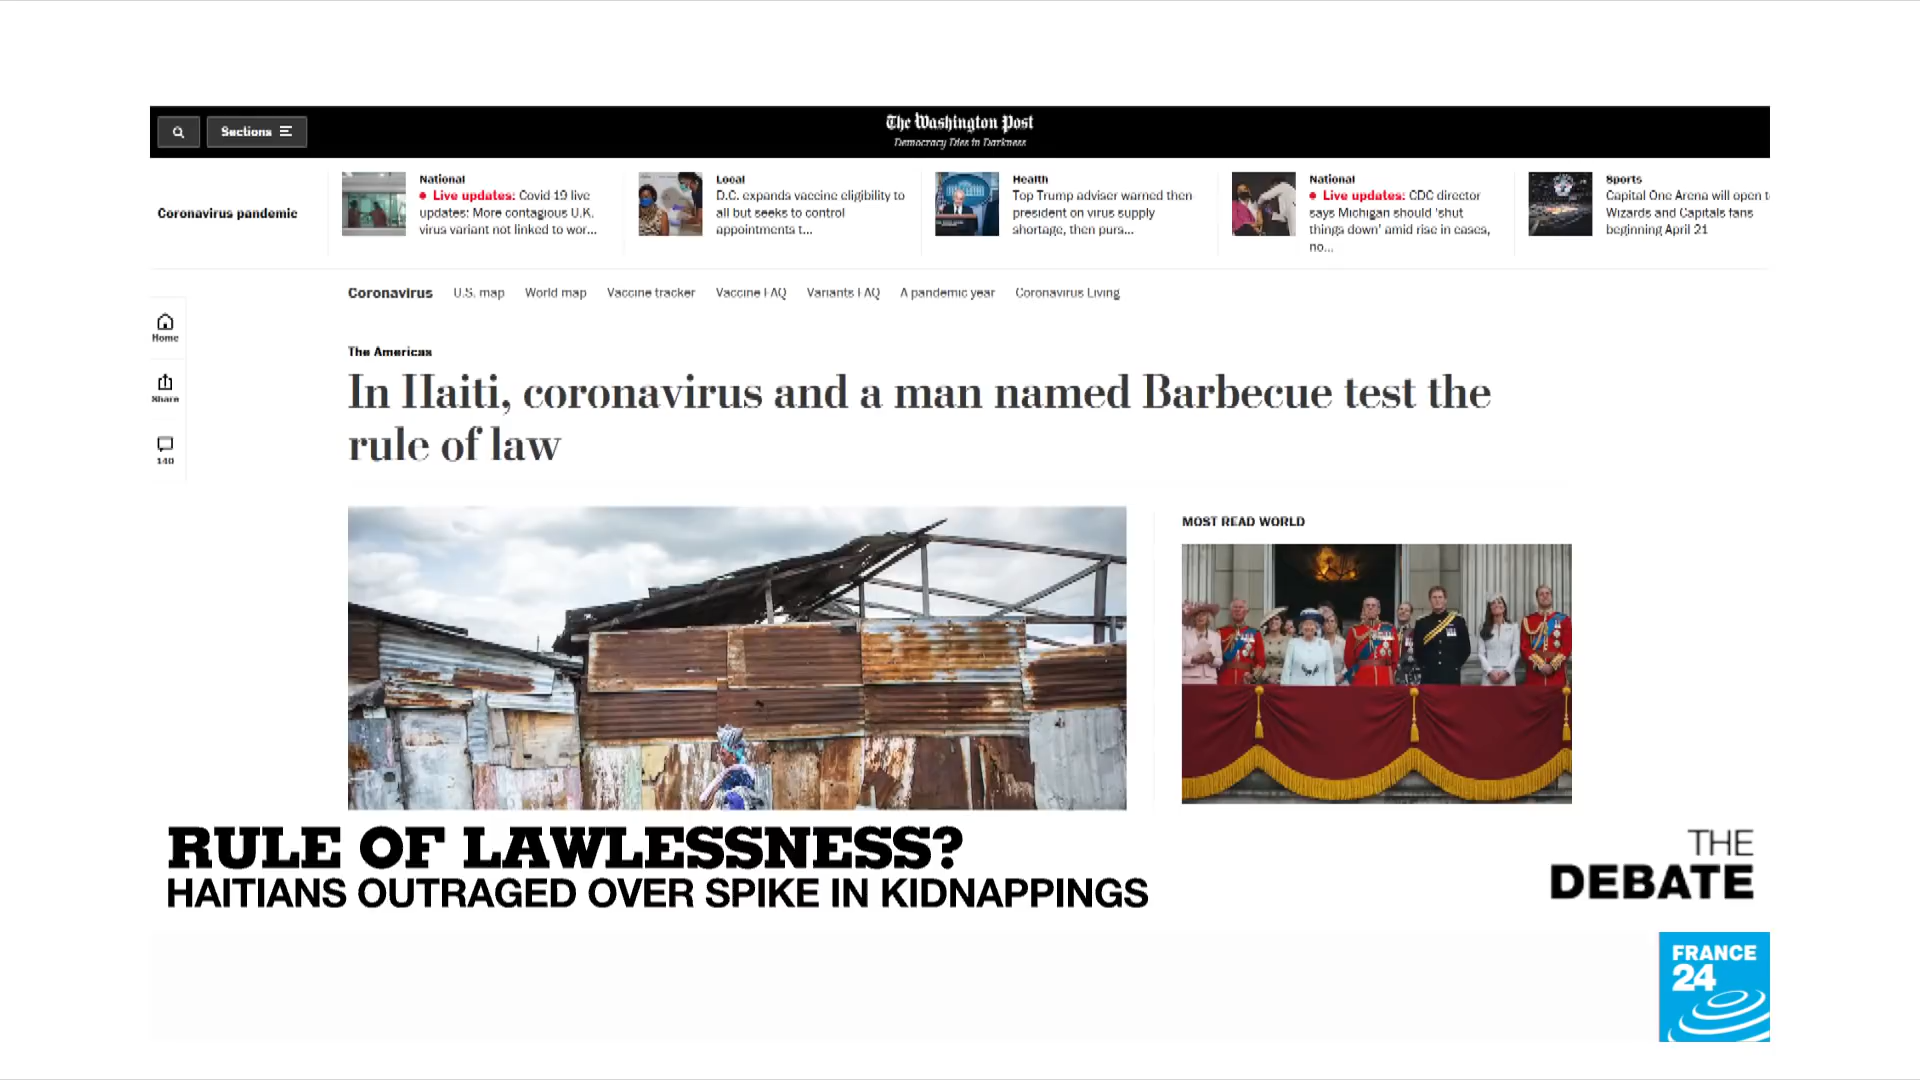 Sections
The Washington Post
Democracy Dies in Darkness
Coronavirus pandemic
National
Live updates: Covid 19 live
updates: More contagious U.K.
virus variant not linked to wor...
Local
D.C. expands vaccine eligibility to
all but seeks to control
appointments t...
Health
Top Trump adviser warned then
president on virus supply
shortage, then purs...
National
Live updates: CDC director
says Michigan should 'shut
things down' amid rise in cases,
no...
Sports
Capital One Arena will open t
Wizards and Capitals fans
beginning April 21
Coronavirus U.S. map World map Vaccine tracker Vaccine FAQ Variants FAQ A pandemic year Coronavirus Living
Home
Share
140
The Americas
In Haiti, coronavirus and a man named Barbecue test the
rule of law
MOST READ WORLD
RULE OF LAWLESSNESS?
HAITIANS OUTRAGED OVER SPIKE IN KIDNAPPINGS
THE
DEBATE
FRANCE
24